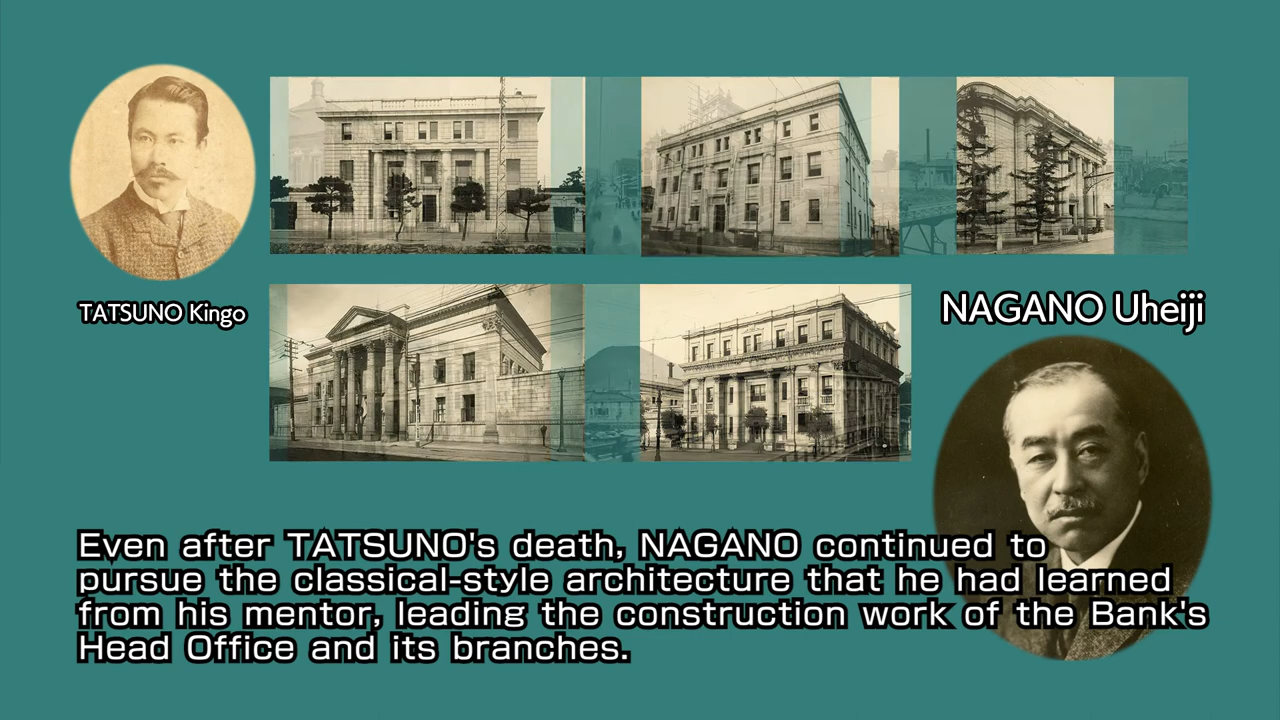 TATSUNO Kingo
NAGANO Uheiji
Even after TATSUNO's death, NAGANO continued to
pursue the classical-style architecture that he had learned
from his mentor, leading the construction work of the Bank's
Head Office and its branches.